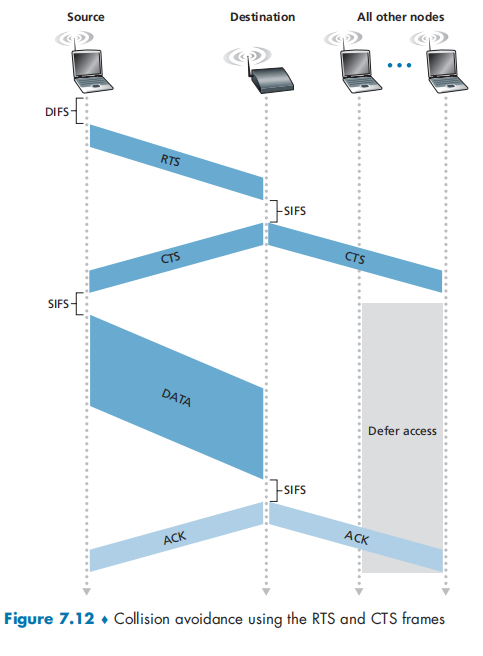 Source
Destination
All other nodes
DIFS
RTS
SIFS
CTS
CTS
SIFS
DATA
Defer access
SIFS
ACK
ACK
Figure 7.12 ♦ Collision avoidance using the RTS and CTS frames